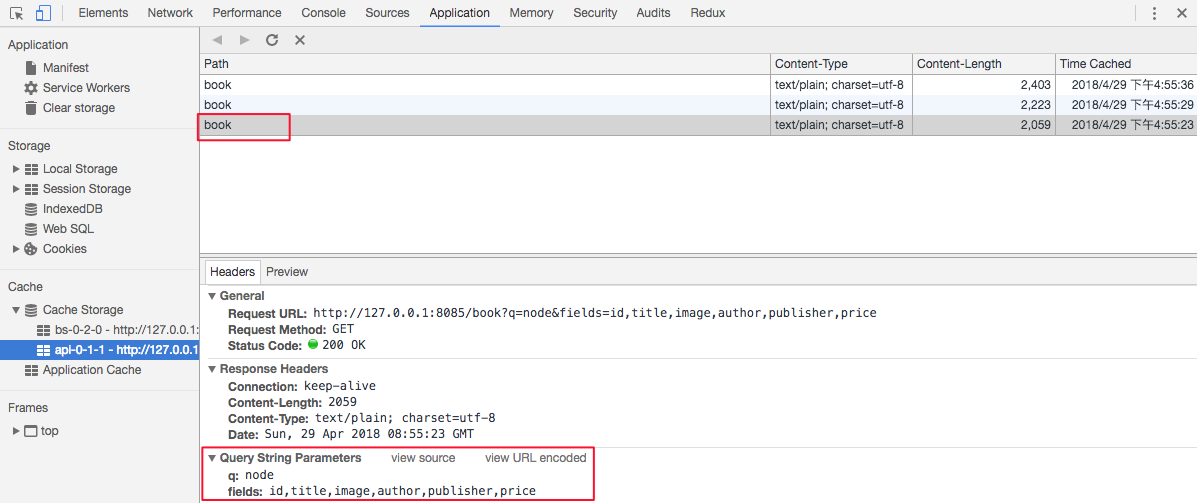 Elements Network Performance Console Sources Application Memory Security Audits Redux
Application
Manifest
Service Workers
Clear storage
Storage
Local Storage
Session Storage
IndexedDB
Web SQL
Cookies
Cache
Cache Storage
bs-0-2-0 - http://127.0.0.1:
api-0-1-1 - http://127.0.0.1
Application Cache
Frames
top
Path Content-Type Content-Length Time Cached
book text/plain; charset=utf-8 2,403 2018/4/29 下午4:55:36
book text/plain; charset=utf-8 2,223 2018/4/29 下午4:55:29
book text/plain; charset=utf-8 2,059 2018/4/29 下午4:55:23
Headers Preview
General
Request URL: http://127.0.0.1:8085/book?q=node&fields=id,title,image,author,publisher,price
Request Method: GET
Status Code: 200 OK
Response Headers
Connection: keep-alive
Content-Length: 2059
Content-Type: text/plain; charset=utf-8
Date: Sun, 29 Apr 2018 08:55:23 GMT
Query String Parameters view source view URL encoded
q: node
fields: id,title,image,author,publisher,price